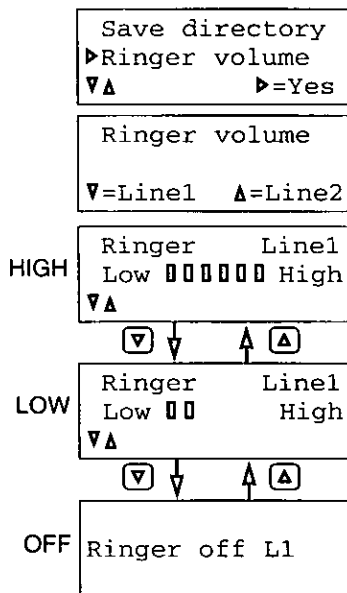 Save directory
▶Ringer volume
▼▲ ▶=Yes
Ringer volume
▼=Line1 ▲=Line2
HIGH
Ringer Line1
Low ▯▯▯▯▯▯ High
▼▲
▼ ▲
LOW
Ringer Line1
Low ▯▯ High
▼▲
▼ ▲
OFF
Ringer off L1